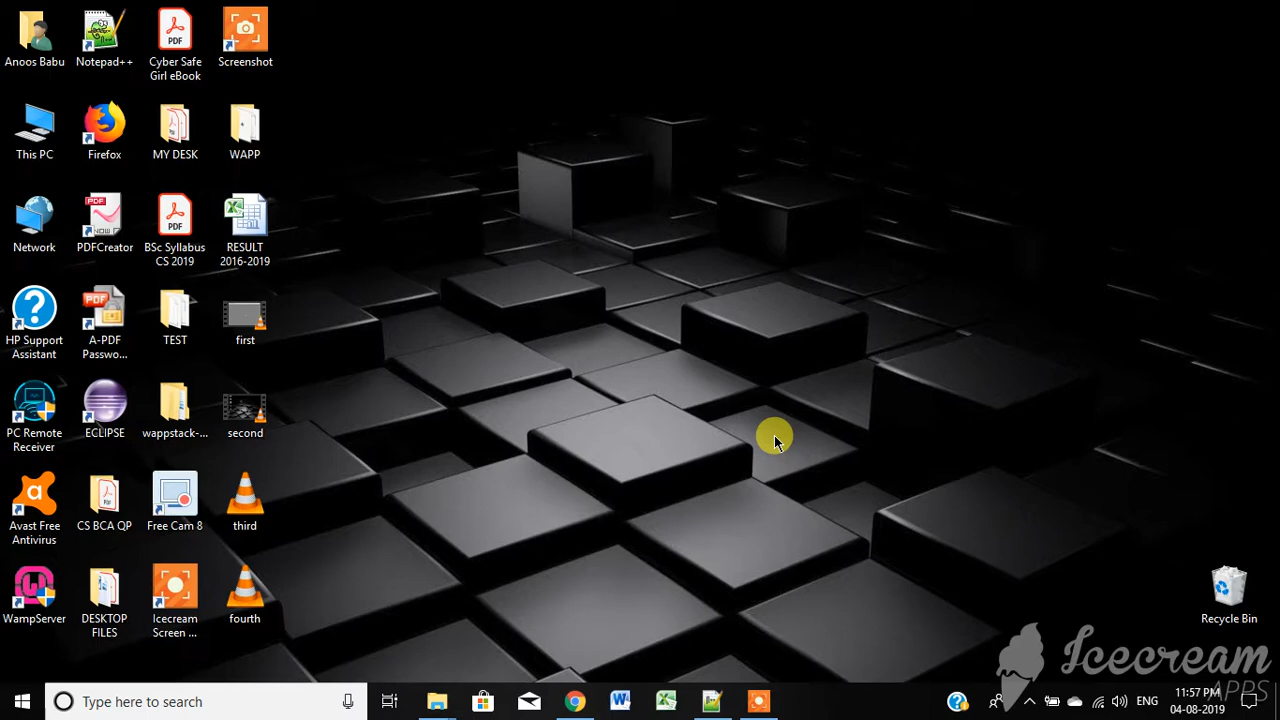 Anoos Babu
Notepad++
Cyber Safe
Girl eBook
Screenshot
This PC
Firefox
MY DESK
WAPP
Network
PDFCreator
BSc Syllabus
CS 2019
RESULT
2016-2019
HP Support
Assistant
A-PDF
Passwo...
TEST
first
PC Remote
Receiver
ECLIPSE
wappstack-...
second
Avast Free
Antivirus
CS BCA QP
Free Cam 8
third
WampServer
DESKTOP
FILES
Icecream
Screen ...
fourth
Recycle Bin
Icecream
APPS
Type here to search
ENG
11:57 PM
04-08-2019